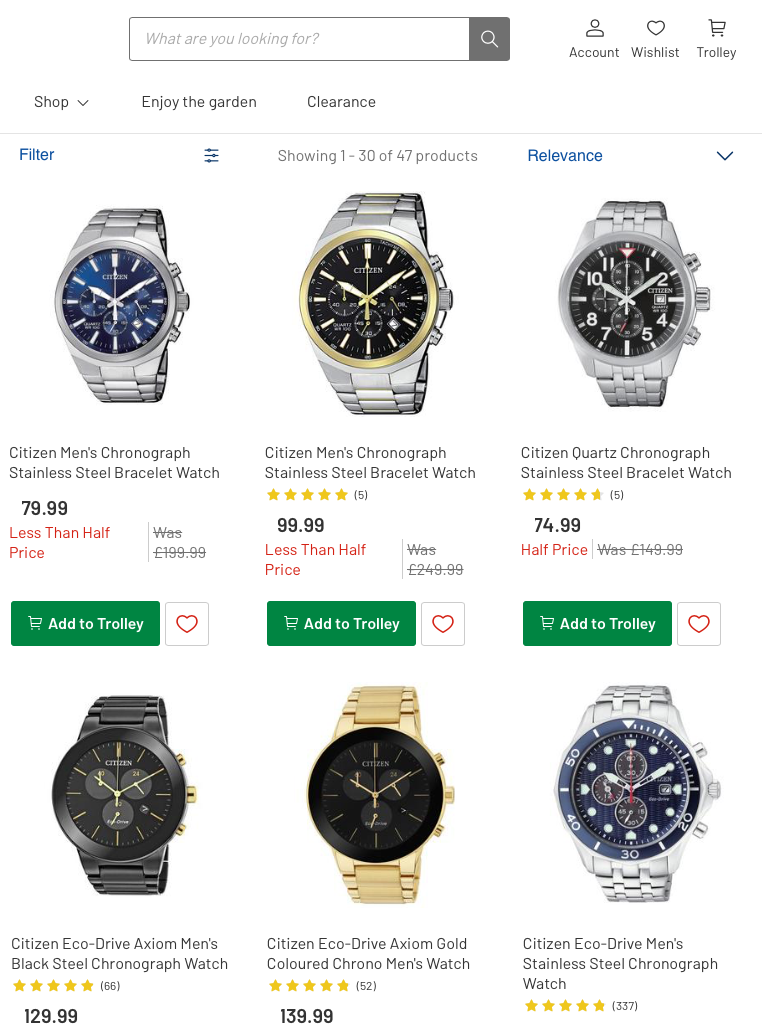 What are you looking for?
Account Wishlist Trolley
Shop Enjoy the garden Clearance
Filter Showing 1 - 30 of 47 products Relevance
Citizen Men's Chronograph
Stainless Steel Bracelet Watch
79.99
Less Than Half
Price
Was
£199.99
Add to Trolley
Citizen Men's Chronograph
Stainless Steel Bracelet Watch
(5)
99.99
Less Than Half
Price
Was
£249.99
Add to Trolley
Citizen Quartz Chronograph
Stainless Steel Bracelet Watch
(5)
74.99
Half Price Was £149.99
Add to Trolley
CITIZEN
Citizen Eco-Drive Axiom Men's
Black Steel Chronograph Watch
(66)
129.99
CITIZEN
Citizen Eco-Drive Axiom Gold
Coloured Chrono Men's Watch
(52)
139.99
Citizen Eco-Drive Men's
Stainless Steel Chronograph
Watch
(337)